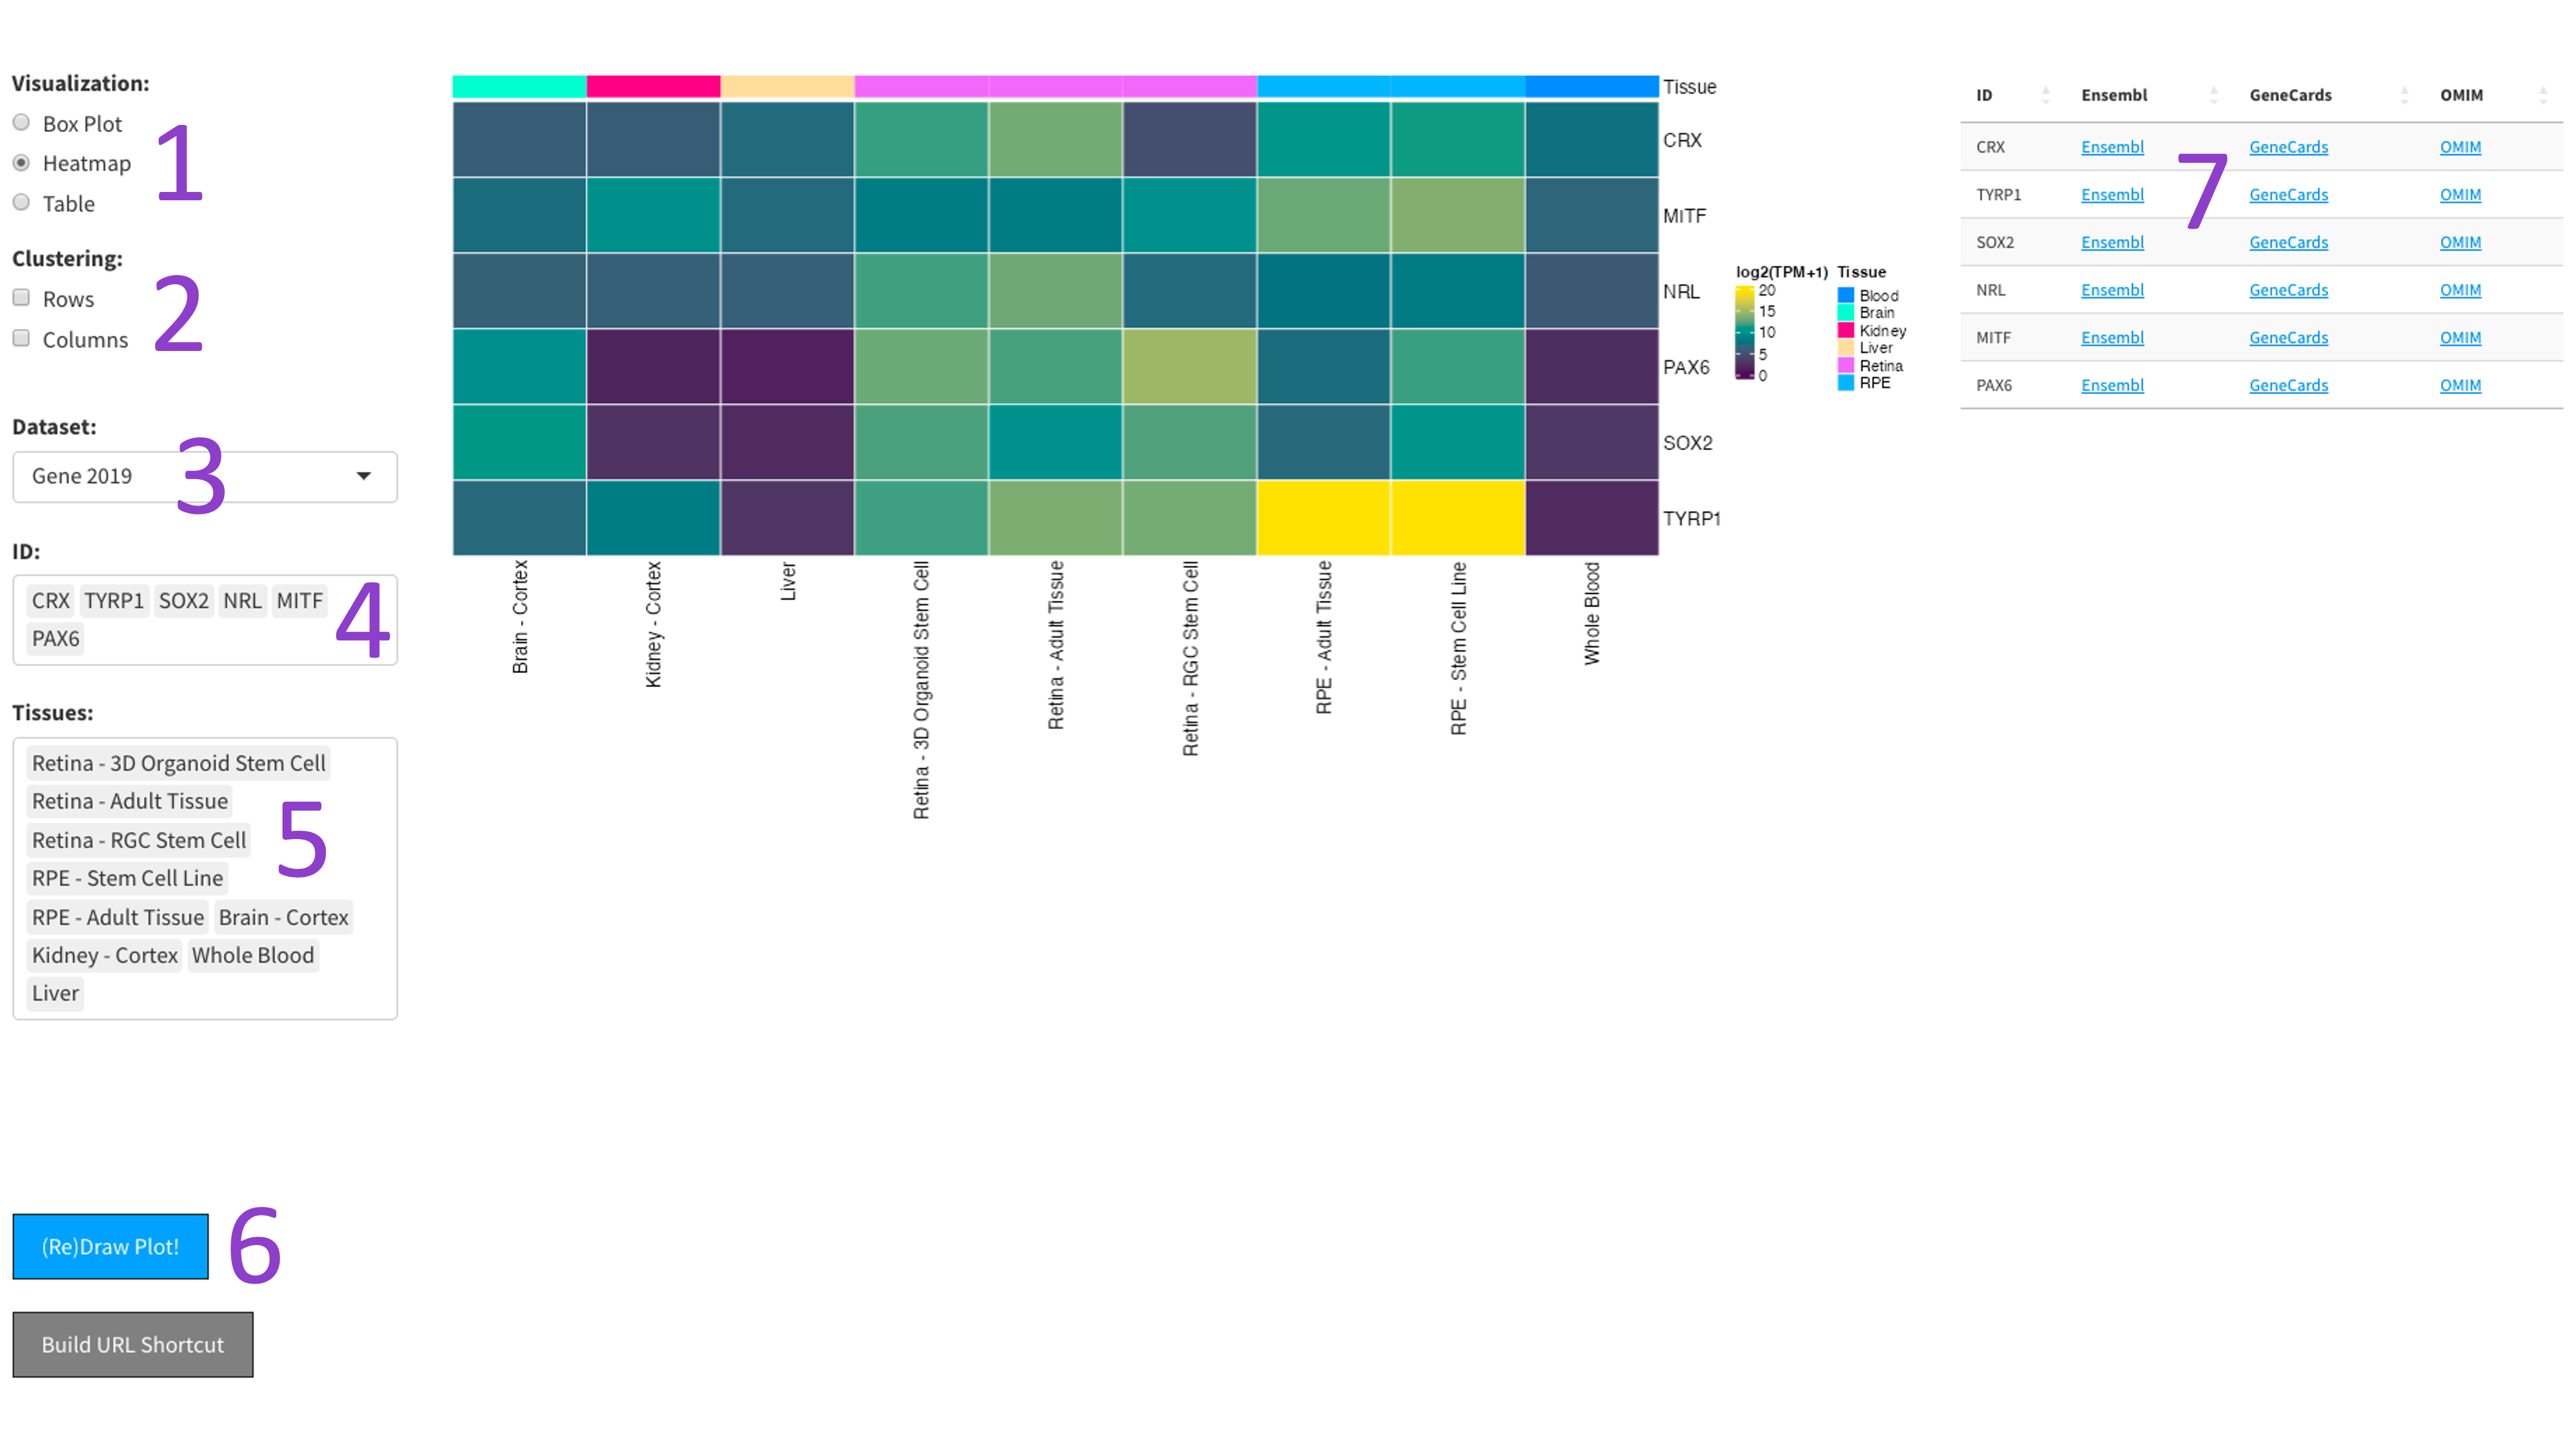 Visualization:
Box Plot
Heatmap
Table
1
Clustering:
Rows
Columns
2
Dataset:
Gene 2019
3
ID:
CRX TYRP1 SOX2 NRL MITF
PAX6
4
Tissues:
Retina - 3D Organoid Stem Cell
Retina - Adult Tissue
Retina - RGC Stem Cell
RPE - Stem Cell Line
RPE - Adult Tissue Brain - Cortex
Kidney - Cortex Whole Blood
Liver
5
(Re)Draw Plot!
6
Build URL Shortcut
Tissue
CRX
MITF
NRL
PAX6
SOX2
TYRP1
Brain - Cortex
Kidney - Cortex
Liver
Retina - 3D Organoid Stem Cell
Retina - Adult Tissue
Retina - RGC Stem Cell
RPE - Adult Tissue
RPE - Stem Cell Line
Whole Blood
log2(TPM+1)
20
15
10
5
0
Tissue
Blood
Brain
Kidney
Liver
Retina
RPE
ID Ensembl GeneCards OMIM
CRX Ensembl GeneCards OMIM
TYRP1 Ensembl GeneCards OMIM
SOX2 Ensembl GeneCards OMIM
NRL Ensembl GeneCards OMIM
MITF Ensembl GeneCards OMIM
PAX6 Ensembl GeneCards OMIM
7